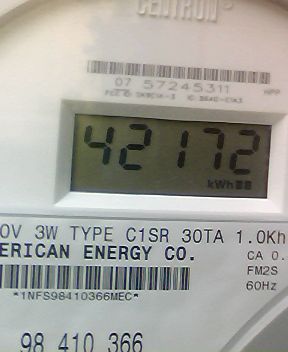 CENTRON®
07 57245311
HPP
42172
kWh
0V 3W TYPE C1SR 30TA 1.0Kh
ERICAN ENERGY CO.
CA 0.
*1NFS98410366MEC*
FM2S
60Hz
98 410 366